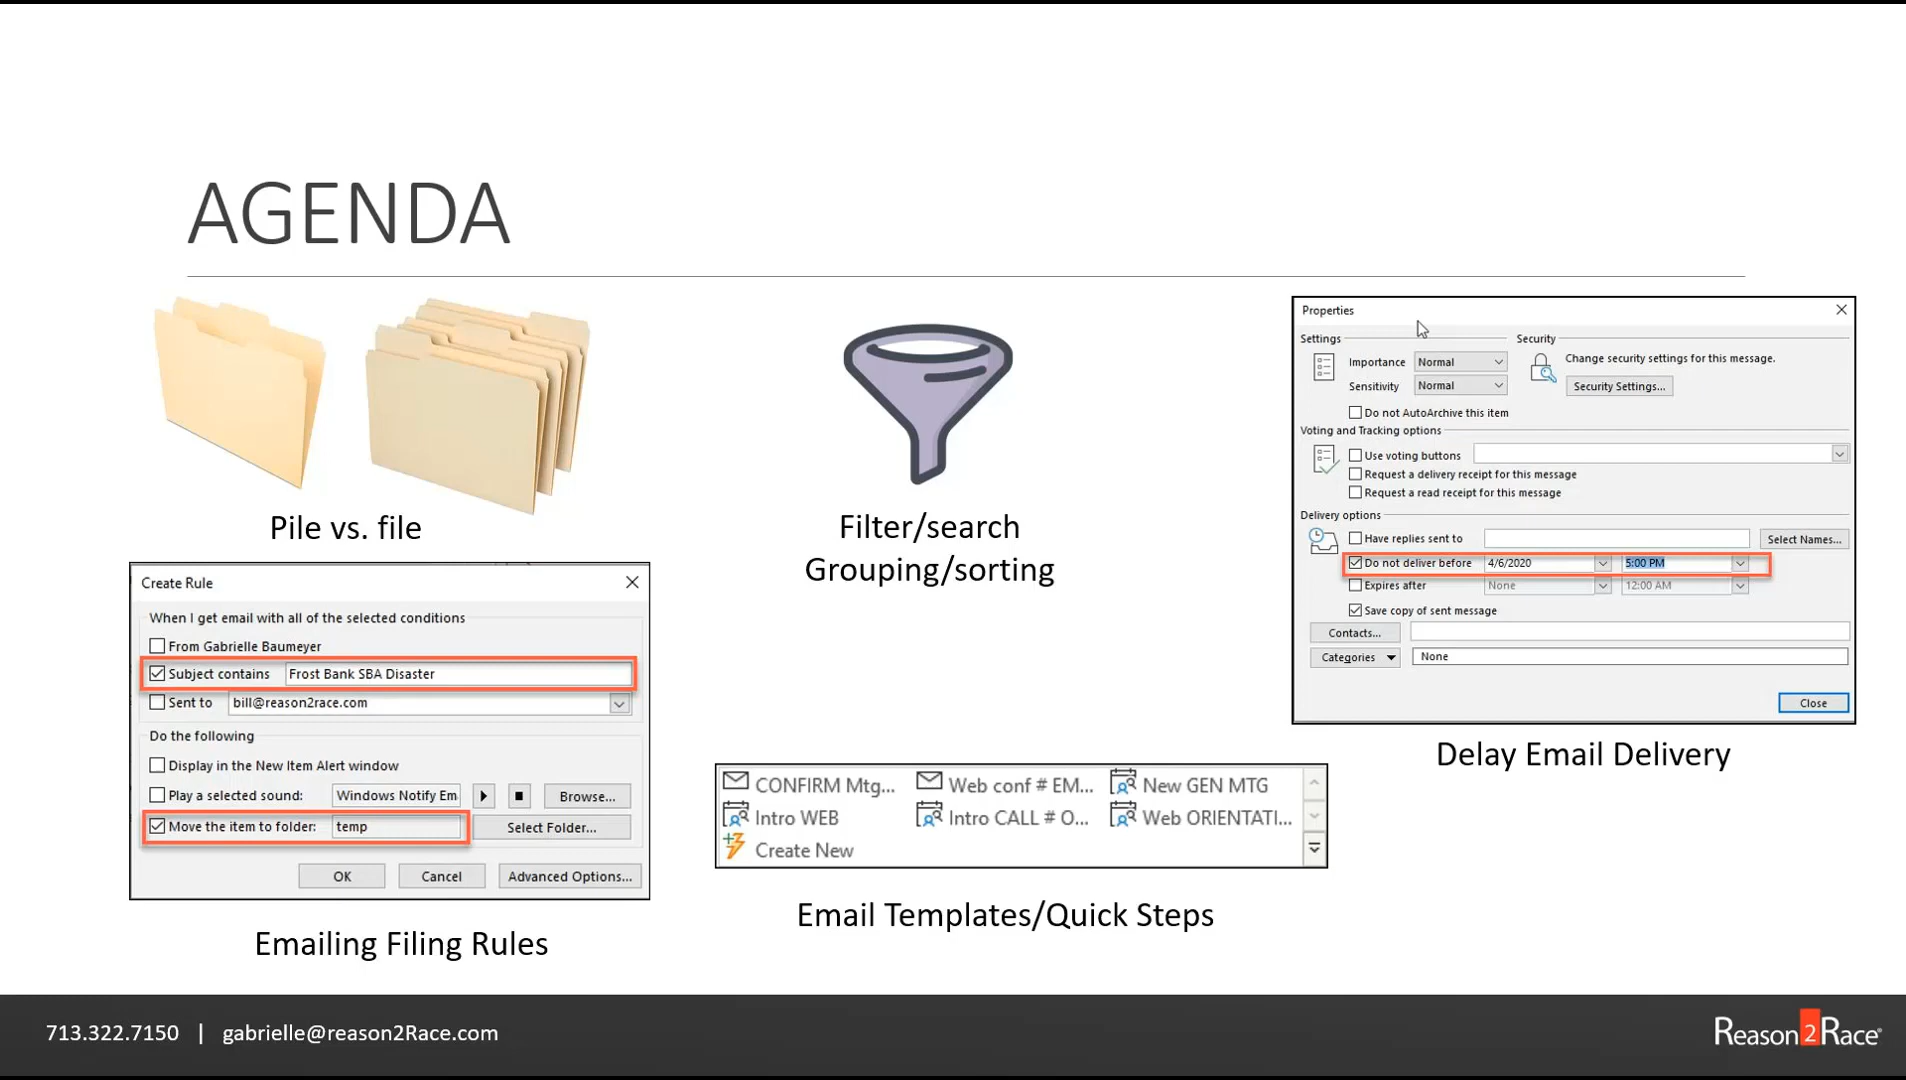 AGENDA
Pile vs. file
Create Rule
When I get email with all of the selected conditions
From Gabrielle Baumeyer
Subject contains Frost Bank SBA Disaster
Sent to bill@reason2race.com
Do the following
Display in the New Item Alert window
Play a selected sound: Windows Notify Em Browse...
Move the item to folder: temp Select Folder...
OK Cancel Advanced Options...
Emailing Filing Rules
Filter/search
Grouping/sorting
CONFIRM Mtg... Web conf # EM... New GEN MTG
Intro WEB Intro CALL # O... Web ORIENTATI...
Create New
Email Templates/Quick Steps
Properties
Settings Security
Importance Normal Change security settings for this message.
Sensitivity Normal Security Settings...
Do not AutoArchive this item
Voting and Tracking options
Use voting buttons
Request a delivery receipt for this message
Request a read receipt for this message
Delivery options
Have replies sent to Select Names...
Do not deliver before 4/6/2020 5:00 PM
Expires after None 12:00 AM
Save copy of sent message
Contacts...
Categories None
Close
Delay Email Delivery
713.322.7150 | gabrielle@reason2Race.com
Reason2Race